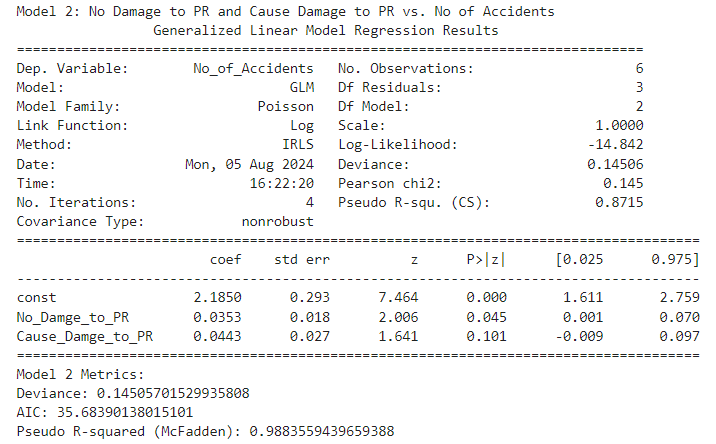 Model 2: No Damage to PR and Cause Damage to PR vs. No of Accidents
Generalized Linear Model Regression Results
==============================================================================
Dep. Variable: No_of_Accidents No. Observations: 6
Model: GLM Df Residuals: 3
Model Family: Poisson Df Model: 2
Link Function: Log Scale: 1.0000
Method: IRLS Log-Likelihood: -14.842
Date: Mon, 05 Aug 2024 Deviance: 0.14506
Time: 16:22:20 Pearson chi2: 0.145
No. Iterations: 4 Pseudo R-squ. (CS): 0.8715
Covariance Type: nonrobust
=====================================================================================
coef std err z P>|z| [0.025 0.975]
-------------------------------------------------------------------------------------
const 2.1850 0.293 7.464 0.000 1.611 2.759
No_Damge_to_PR 0.0353 0.018 2.006 0.045 0.001 0.070
Cause_Damge_to_PR 0.0443 0.027 1.641 0.101 -0.009 0.097
=====================================================================================
Model 2 Metrics:
Deviance: 0.14505701529935808
AIC: 35.68390138015101
Pseudo R-squared (McFadden): 0.9883559439659388